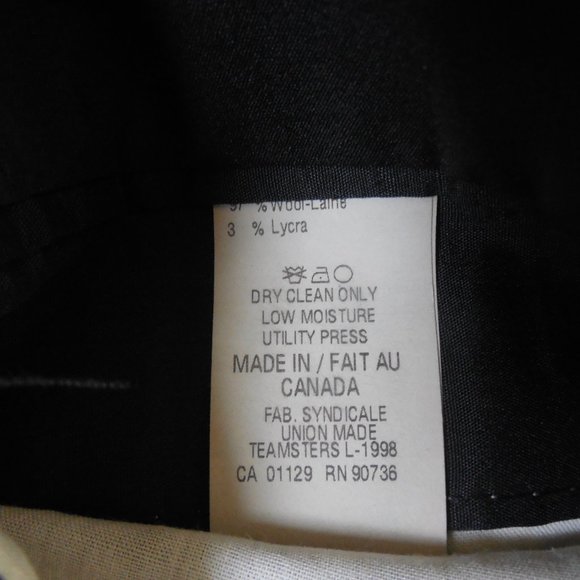 97 % Wool-Laine
3 % Lycra
DRY CLEAN ONLY
LOW MOISTURE
UTILITY PRESS
MADE IN / FAIT AU
CANADA
FAB. SYNDICALE
UNION MADE
TEAMSTERS L-1998
CA 01129 RN 90736